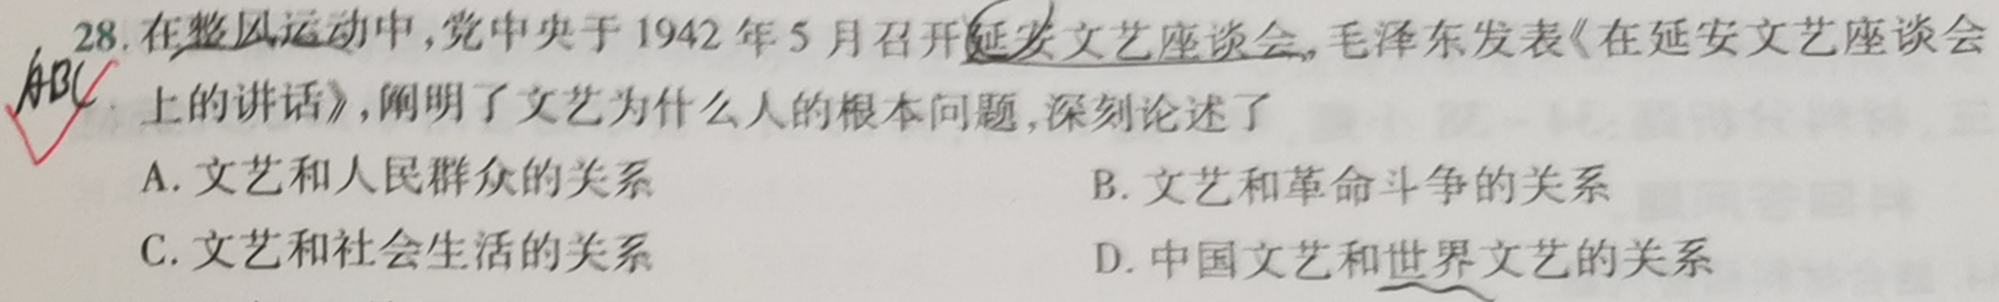 28.在整风运动中,党中央于1942年5月召开延安文艺座谈会,毛泽东发表《在延安文艺座谈会
ABC
上的讲话》,阐明了文艺为什么人的根本问题,深刻论述了
A.文艺和人民群众的关系
B.文艺和革命斗争的关系
C.文艺和社会生活的关系
D.中国文艺和世界文艺的关系